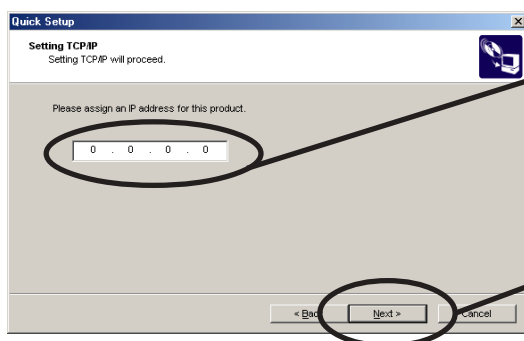 Quick Setup
Setting TCP/IP
Setting TCP/IP will proceed.
Please assign an IP address for this product.
0 . 0 . 0 . 0
< Back Next > Cancel